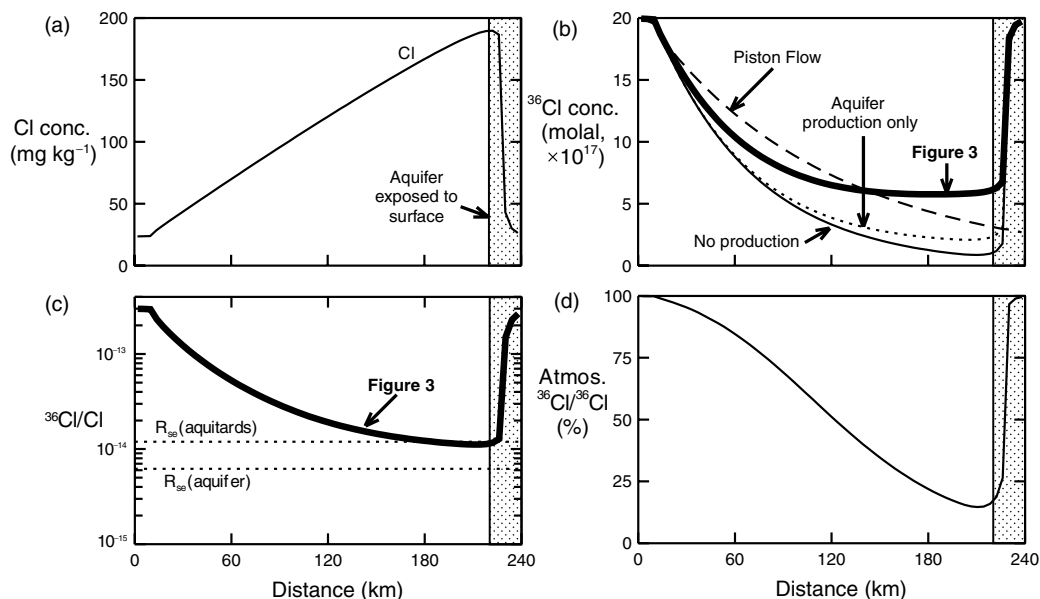 (a)
200
150
100
50
0
Cl conc.
(mg kg⁻¹)
Cl
Aquifer
exposed to
surface
(b)
20
15
10
5
0
³⁶Cl conc.
(molal,
×10¹⁷)
Piston Flow
Aquifer
production only
Figure 3
No production
(c)
10⁻¹³
10⁻¹⁴
10⁻¹⁵
³⁶Cl/Cl
Figure 3
Rse(aquitards)
Rse(aquifer)
0 60 120 180 240
Distance (km)
(d)
100
75
50
25
0
Atmos.
³⁶Cl/³⁶Cl
(%)
0 60 120 180 240
Distance (km)